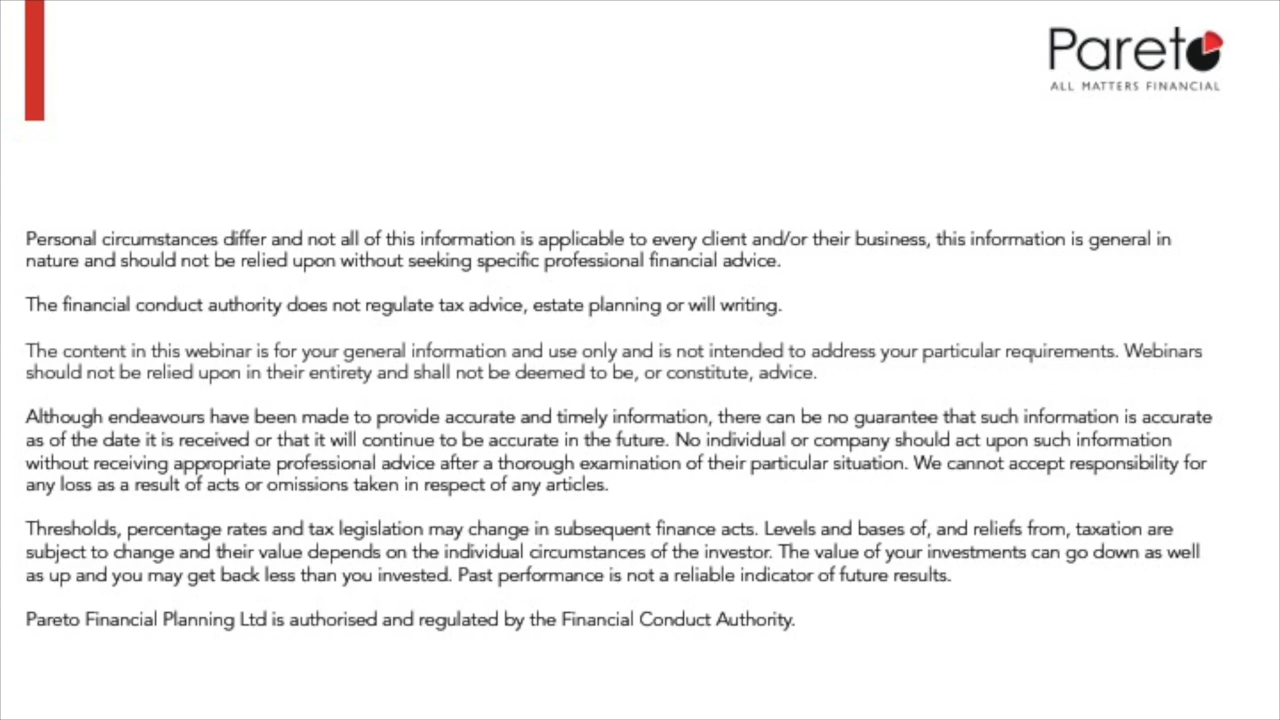 Pareto
ALL MATTERS FINANCIAL
Personal circumstances differ and not all of this information is applicable to every client and/or their business, this information is general in
nature and should not be relied upon without seeking specific professional financial advice.
The financial conduct authority does not regulate tax advice, estate planning or will writing.
The content in this webinar is for your general information and use only and is not intended to address your particular requirements. Webinars
should not be relied upon in their entirety and shall not be deemed to be, or constitute, advice.
Although endeavours have been made to provide accurate and timely information, there can be no guarantee that such information is accurate
as of the date it is received or that it will continue to be accurate in the future. No individual or company should act upon such information
without receiving appropriate professional advice after a thorough examination of their particular situation. We cannot accept responsibility for
any loss as a result of acts or omissions taken in respect of any articles.
Thresholds, percentage rates and tax legislation may change in subsequent finance acts. Levels and bases of, and reliefs from, taxation are
subject to change and their value depends on the individual circumstances of the investor. The value of your investments can go down as well
as up and you may get back less than you invested. Past performance is not a reliable indicator of future results.
Pareto Financial Planning Ltd is authorised and regulated by the Financial Conduct Authority.